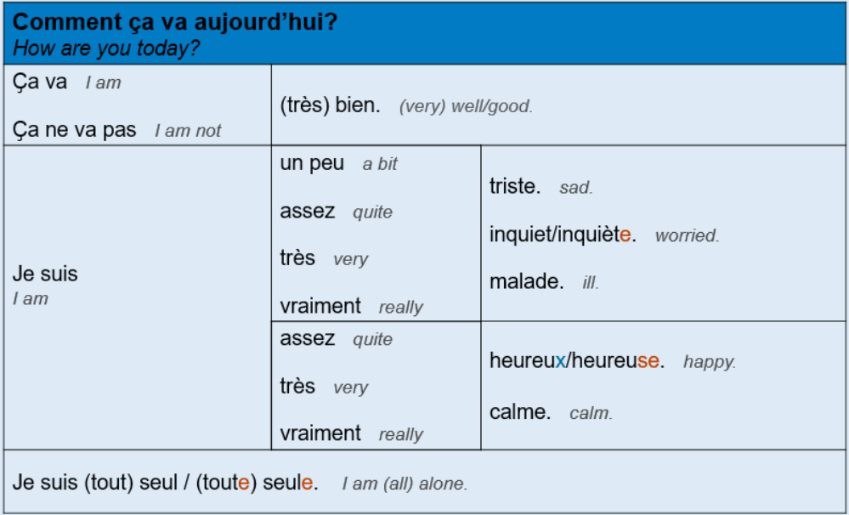 Comment ça va aujourd'hui?
How are you today?
Ça va I am
Ça ne va pas I am not
(très) bien. (very) well/good.
Je suis
I am
un peu a bit
assez quite
très very
vraiment really
triste. sad.
inquiet/inquiète. worried.
malade. ill.
assez quite
très very
vraiment really
heureux/heureuse. happy.
calme. calm.
Je suis (tout) seul / (toute) seule. I am (all) alone.